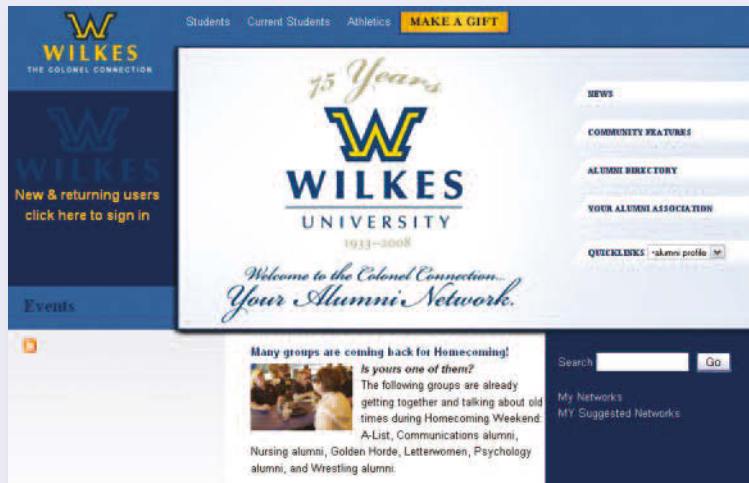 Students Current Students Athletics MAKE A GIFT
W
WILKES
THE COLONEL CONNECTION
W
WILKES
New & returning users
click here to sign in
Events
75 Years
W
WILKES
UNIVERSITY
1933–2008
Welcome to the Colonel Connection...
Your Alumni Network.
NEWS
COMMUNITY FEATURES
ALUMNI DIRECTORY
YOUR ALUMNI ASSOCIATION
QUICKLINKS -alumni profile
Many groups are coming back for Homecoming!
Is yours one of them?
The following groups are already
getting together and talking about old
times during Homecoming Weekend:
A-List, Communications alumni,
Nursing alumni, Golden Horde, Letterwomen, Psychology
alumni, and Wrestling alumni.
Search Go
My Networks
MY Suggested Networks